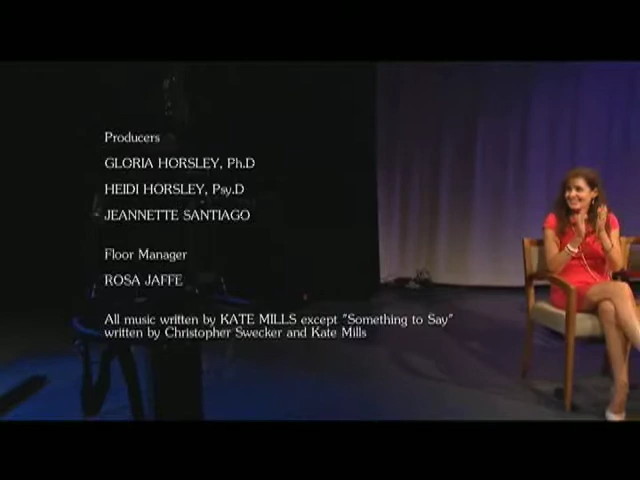 Producers
GLORIA HORSLEY, Ph.D
HEIDI HORSLEY, Psy.D
JEANNETTE SANTIAGO
Floor Manager
ROSA JAFFE
All music written by KATE MILLS except "Something to Say"
written by Christopher Swecker and Kate Mills